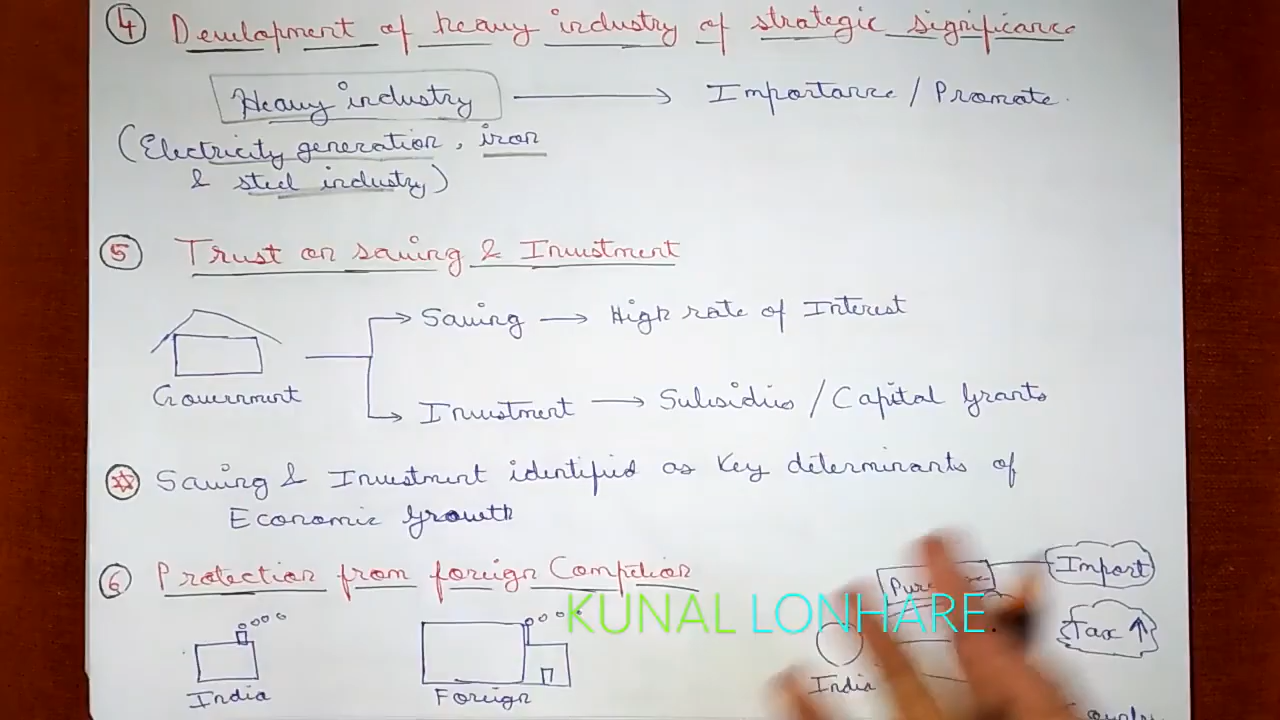 4 Development of heavy industry of strategic significance
Heavy industry → Importance / Promote.
(Electricity generation, iron
& steel industry)
5 Trust on saving & Investment
Saving → High rate of Interest
Government
Investment → Subsidies / Capital Grants
Saving & Investment identified as Key determinants of
Economic Growth
6 Protection from foreign Competion
Import
KUNAL LONHARE
Tax ↑
India
Foreign
India